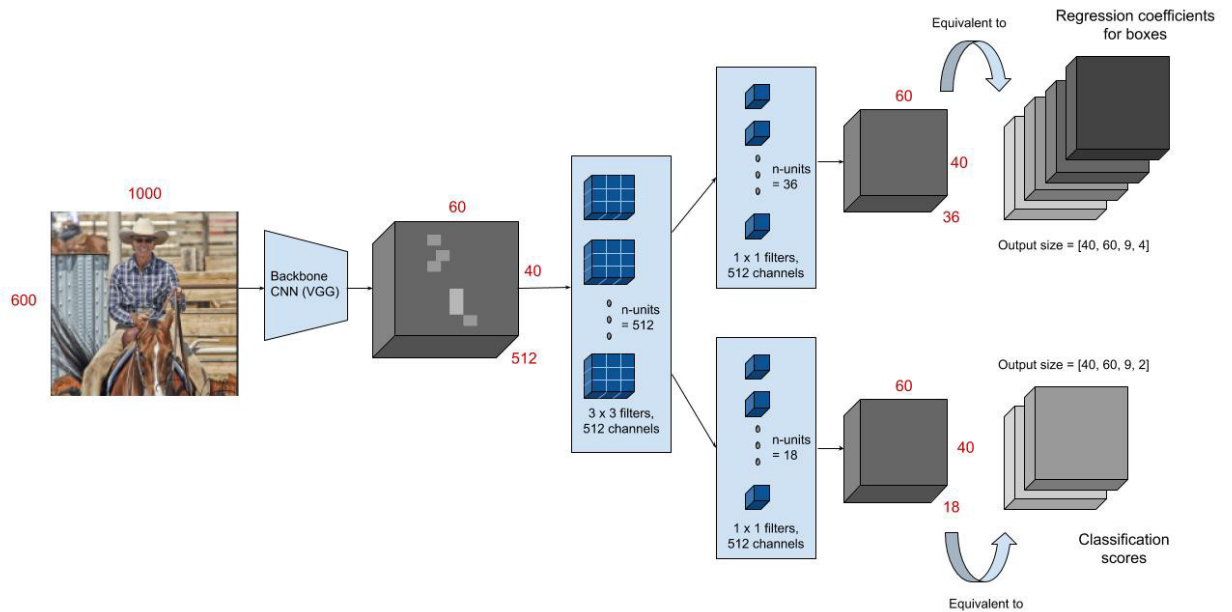 1000
600
Backbone
CNN (VGG)
60
40
512
n-units
= 512
3 x 3 filters,
512 channels
n-units
= 36
1 x 1 filters,
512 channels
60
40
36
Equivalent to
Regression coefficients
for boxes
Output size = [40, 60, 9, 4]
n-units
= 18
1 x 1 filters,
512 channels
60
40
18
Output size = [40, 60, 9, 2]
Classification
scores
Equivalent to